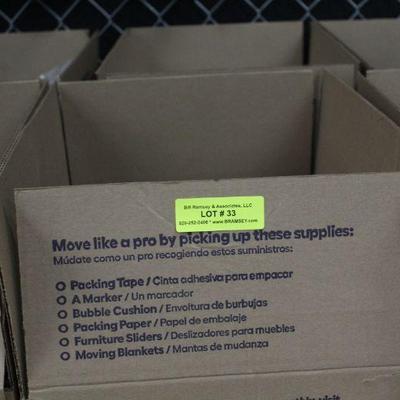 Bill Ramsey & Associates, LLC
LOT # 33
www.BRAMSEY.com
Move like a pro by picking up these supplies:
Múdate como un pro recogiendo estos suministros:
Packing Tape / Cinta adhesiva para empacar
A Marker / Un marcador
Bubble Cushion / Envoltura de burbujas
Packing Paper / Papel de embalaje
Furniture Sliders / Deslizadores para muebles
Moving Blankets / Mantas de mudanza
visit